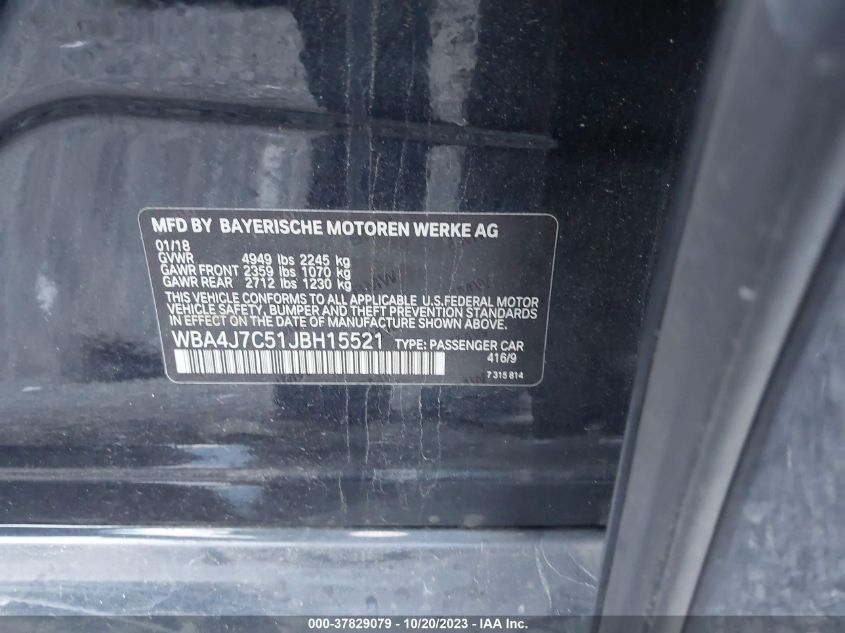 MFD BY BAYERISCHE MOTOREN WERKE AG
01/18
GVWR 4949 lbs 2245 kg
GAWR FRONT 2359 lbs 1070 kg
GAWR REAR 2712 lbs 1230 kg
THIS VEHICLE CONFORMS TO ALL APPLICABLE U.S.FEDERAL MOTOR
VEHICLE SAFETY, BUMPER AND THEFT PREVENTION STANDARDS
IN EFFECT ON THE DATE OF MANUFACTURE SHOWN ABOVE.
WBA4J7C51JBH15521 TYPE: PASSENGER CAR
416/9
7 315 814
000-37829079 - 10/20/2023 - IAA Inc.